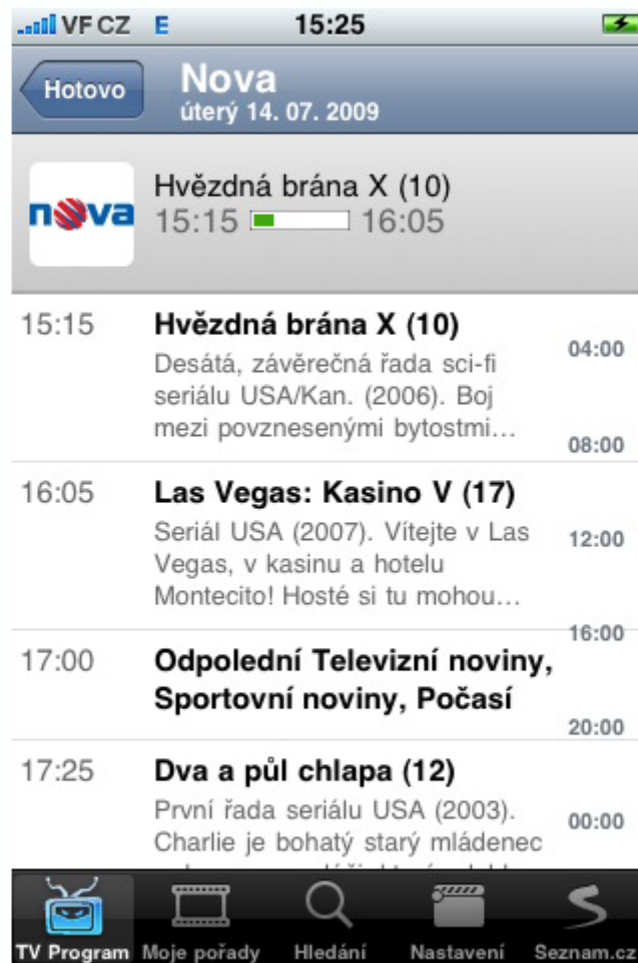 VF CZ E 15:25
Hotovo
Nova
úterý 14. 07. 2009
nova
Hvězdná brána X (10)
15:15 16:05
15:15 Hvězdná brána X (10)
Desátá, závěrečná řada sci-fi
seriálu USA/Kan. (2006). Boj
mezi povznesenými bytostmi...
04:00
08:00
16:05 Las Vegas: Kasino V (17)
Seriál USA (2007). Vítejte v Las
Vegas, v kasinu a hotelu
Montecito! Hosté si tu mohou...
12:00
16:00
17:00 Odpolední Televizní noviny,
Sportovní noviny, Počasí
20:00
17:25 Dva a půl chlapa (12)
První řada seriálu USA (2003).
Charlie je bohatý starý mládenec
00:00
TV Program Moje pořady Hledání Nastavení Seznam.cz